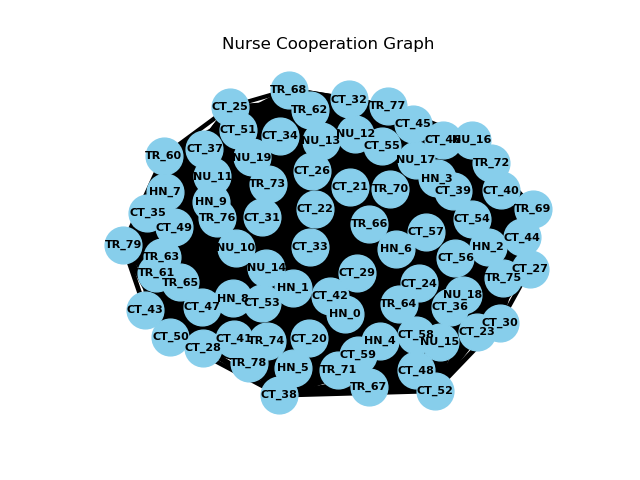 Nurse Cooperation Graph
TR_68
CT_32
CT_25
TR_77
TR_62
CT_45
CT_51
NU_12
CT_34
NU_13
NU_16
CT_55
CT_37
TR_60
NU_19
NU_17
TR_72
CT_26
NU_11
HN_3
TR_73
CT_21
TR_70
CT_39
CT_40
HN_7
HN_9
CT_22
TR_69
CT_35
TR_76
CT_31
CT_54
TR_66
CT_49
CT_57
CT_44
TR_79
NU_10
CT_33
HN_6
HN_2
TR_63
CT_56
NU_14
CT_27
TR_61
CT_29
TR_75
TR_65
CT_24
HN_1
NU_18
CT_42
HN_8
CT_53
TR_64
CT_36
CT_47
CT_43
HN_0
CT_30
CT_23
CT_58
CT_50
CT_41
TR_74
CT_20
HN_4
NU_15
CT_28
CT_59
TR_78
HN_5
TR_71
CT_48
TR_67
CT_52
CT_38